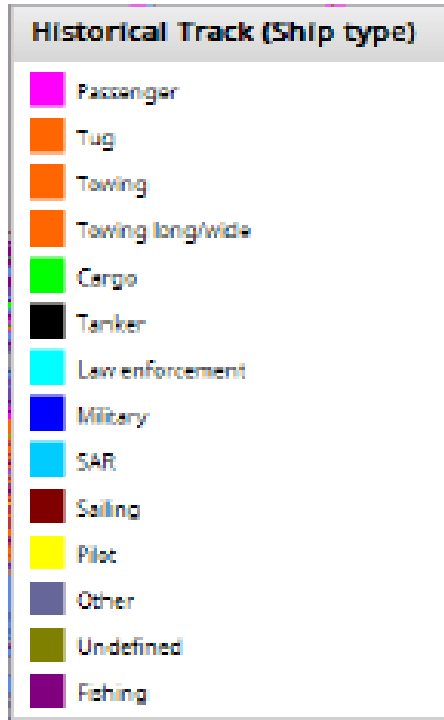 Historical Track (Ship type)
Passenger
Tug
Towing
Towing long/wide
Cargo
Tanker
Law enforcement
Military
SAR
Sailing
Pilot
Other
Undefined
Fishing